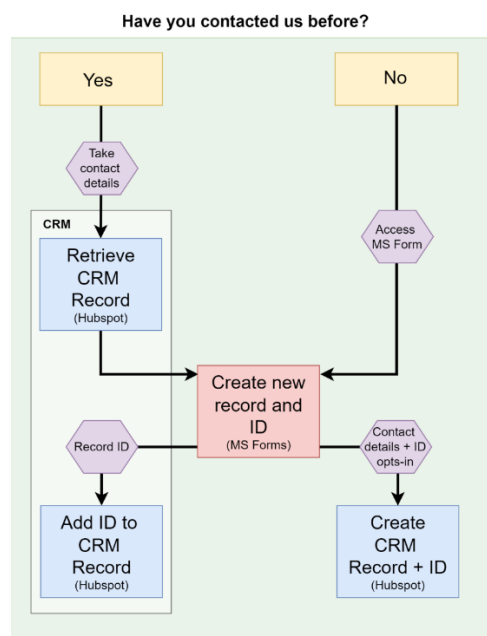 Have you contacted us before?
Yes
No
Take
contact
details
CRM
Access
MS Form
Retrieve
CRM
Record
(Hubspot)
Create new
record and
ID
(MS Forms)
Record ID
Contact
details + ID
opts-in
Add ID to
CRM
Record
(Hubspot)
Create
CRM
Record + ID
(Hubspot)